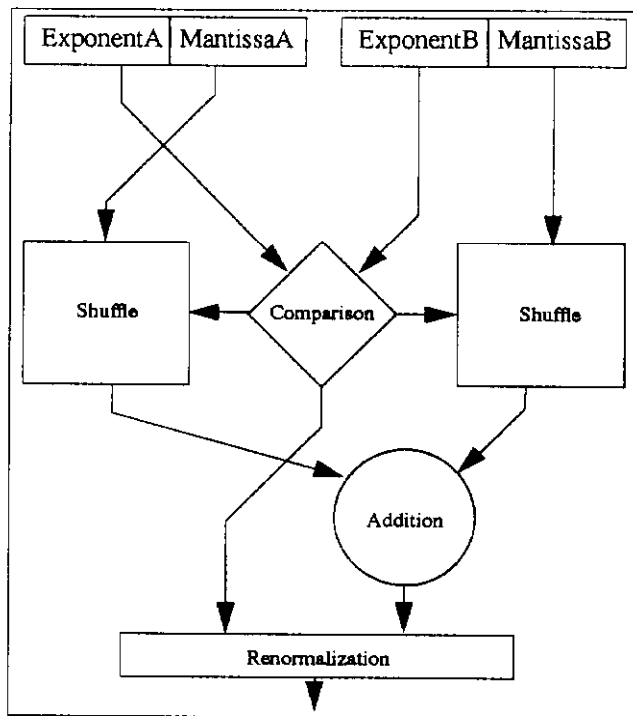 ExponentA MantissaA ExponentB MantissaB
Shuffle Comparison Shuffle
Addition
Renormalization